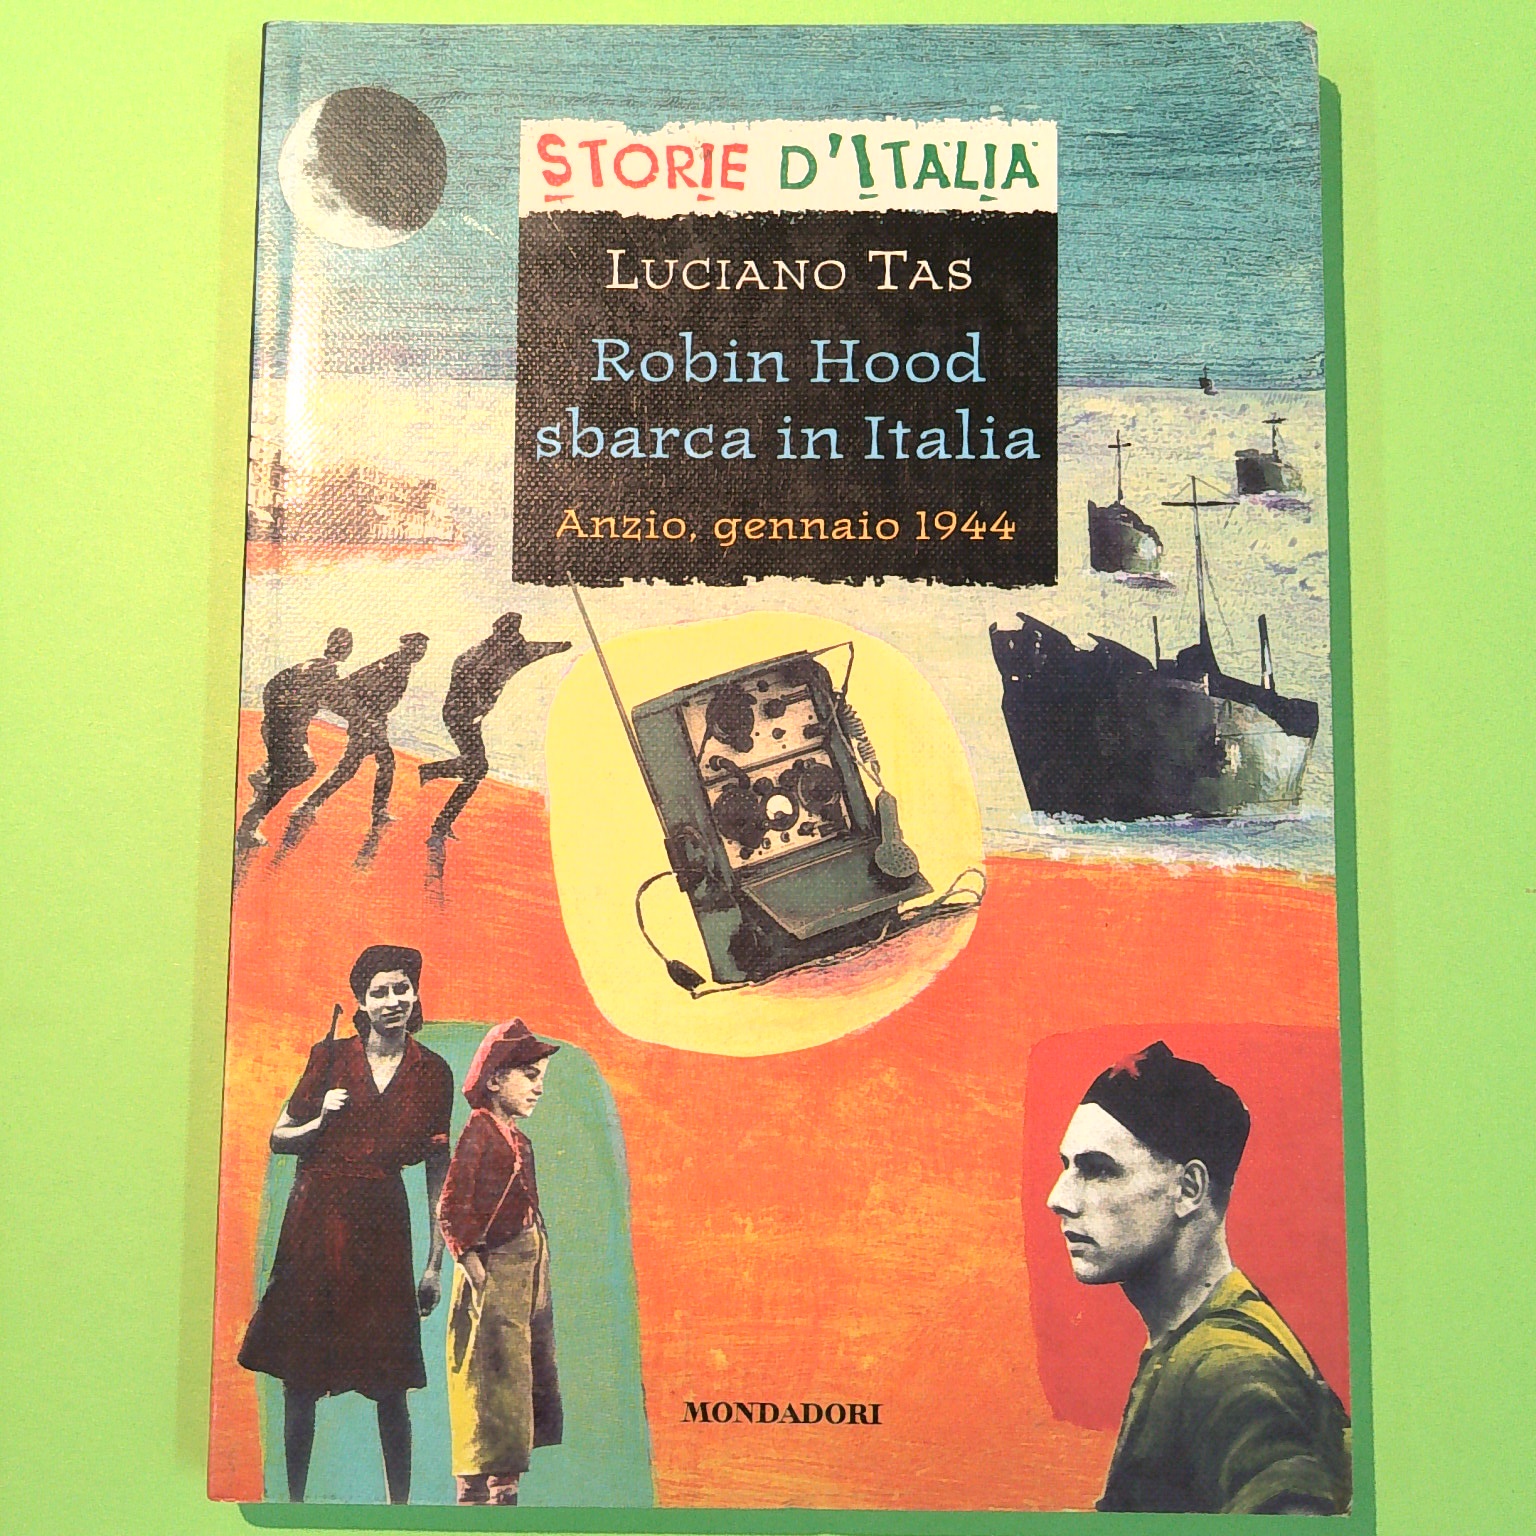 STORIE D'ITALIA
LUCIANO TAS
Robin Hood
sbarca in Italia
Anzio, gennaio 1944
MONDADORI